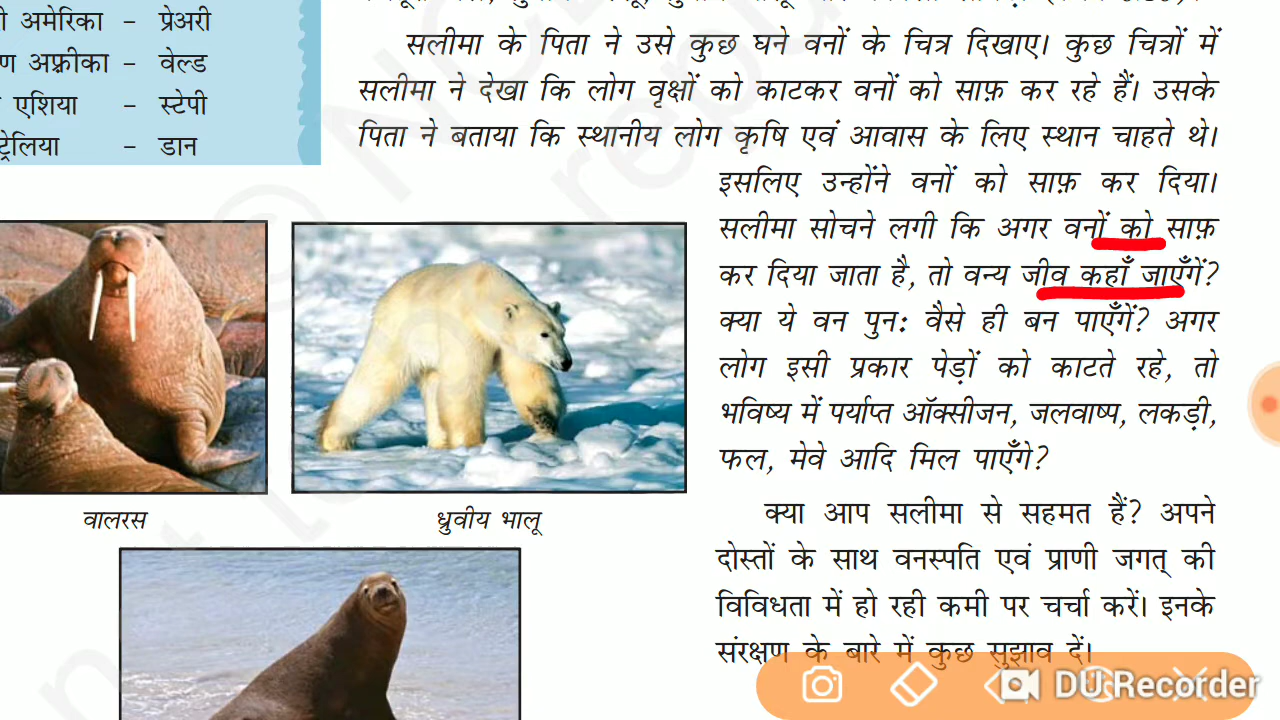 अमेरिका – प्रेअरी
अफ़्रीका – वेल्ड
एशिया – स्टेपी
– डान
सलीमा के पिता ने उसे कुछ घने वनों के चित्र दिखाए। कुछ चित्रों में
सलीमा ने देखा कि लोग वृक्षों को काटकर वनों को साफ़ कर रहे हैं। उसके
पिता ने बताया कि स्थानीय लोग कृषि एवं आवास के लिए स्थान चाहते थे।
इसलिए उन्होंने वनों को साफ़ कर दिया।
सलीमा सोचने लगी कि अगर वनों को साफ़
कर दिया जाता है, तो वन्य जीव कहाँ जाएँगें?
क्या ये वन पुन: वैसे ही बन पाएँगें? अगर
लोग इसी प्रकार पेड़ों को काटते रहे, तो
भविष्य में पर्याप्त ऑक्सीजन, जलवाष्प, लकड़ी,
फल, मेवे आदि मिल पाएँगे?
वालरस
ध्रुवीय भालू
क्या आप सलीमा से सहमत हैं? अपने
दोस्तों के साथ वनस्पति एवं प्राणी जगत् की
विविधता में हो रही कमी पर चर्चा करें। इनके
संरक्षण के बारे में कुछ सुझाव दें।
DU Recorder